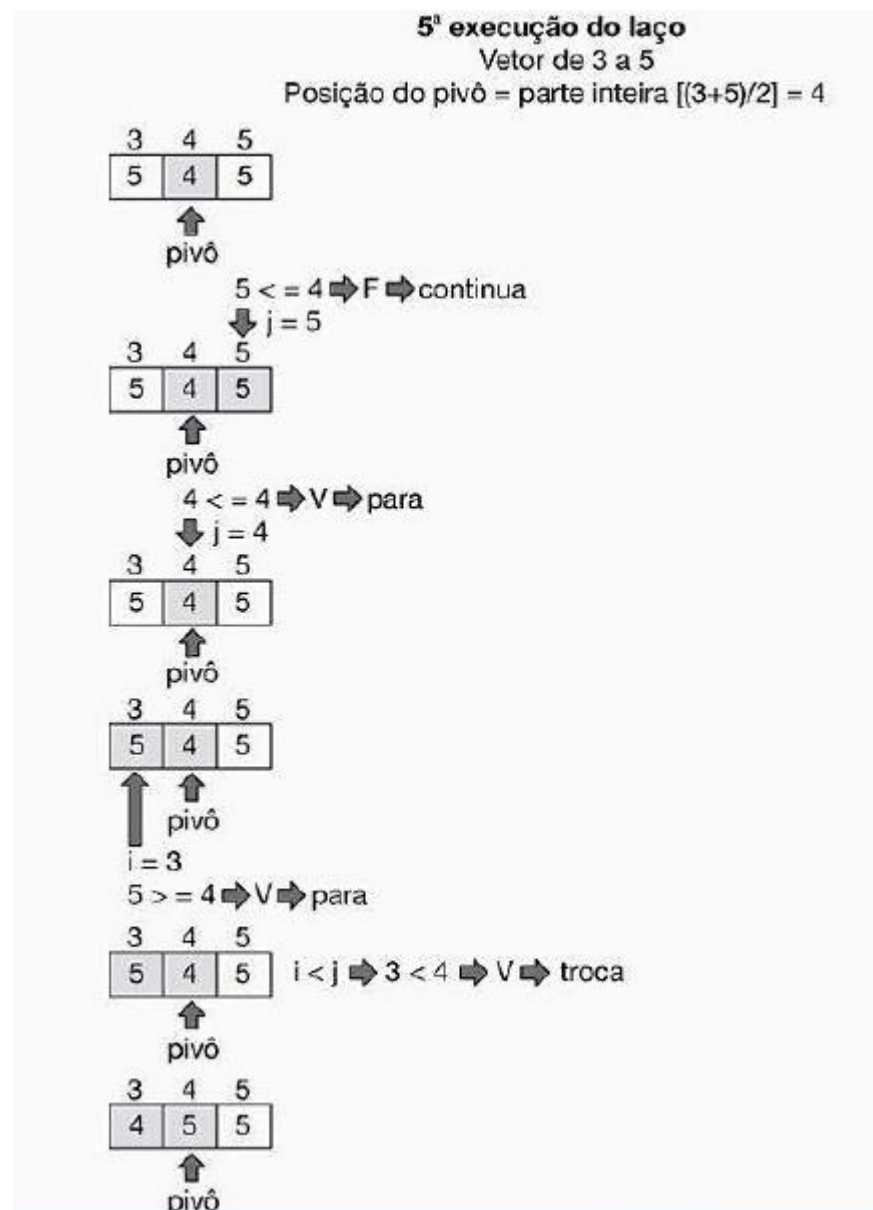 5ª execução do laço
Vetor de 3 a 5
Posição do pivô = parte inteira [(3+5)/2] = 4
3 4 5
5 4 5
pivô
5 < = 4 ⇨ F ⇨ continua
j = 5
3 4 5
5 4 5
pivô
4 < = 4 ⇨ V ⇨ para
j = 4
3 4 5
5 4 5
pivô
3 4 5
5 4 5
pivô
i = 3
5 > = 4 ⇨ V ⇨ para
3 4 5
5 4 5 i < j ⇨ 3 < 4 ⇨ V ⇨ troca
pivô
3 4 5
4 5 5
pivô